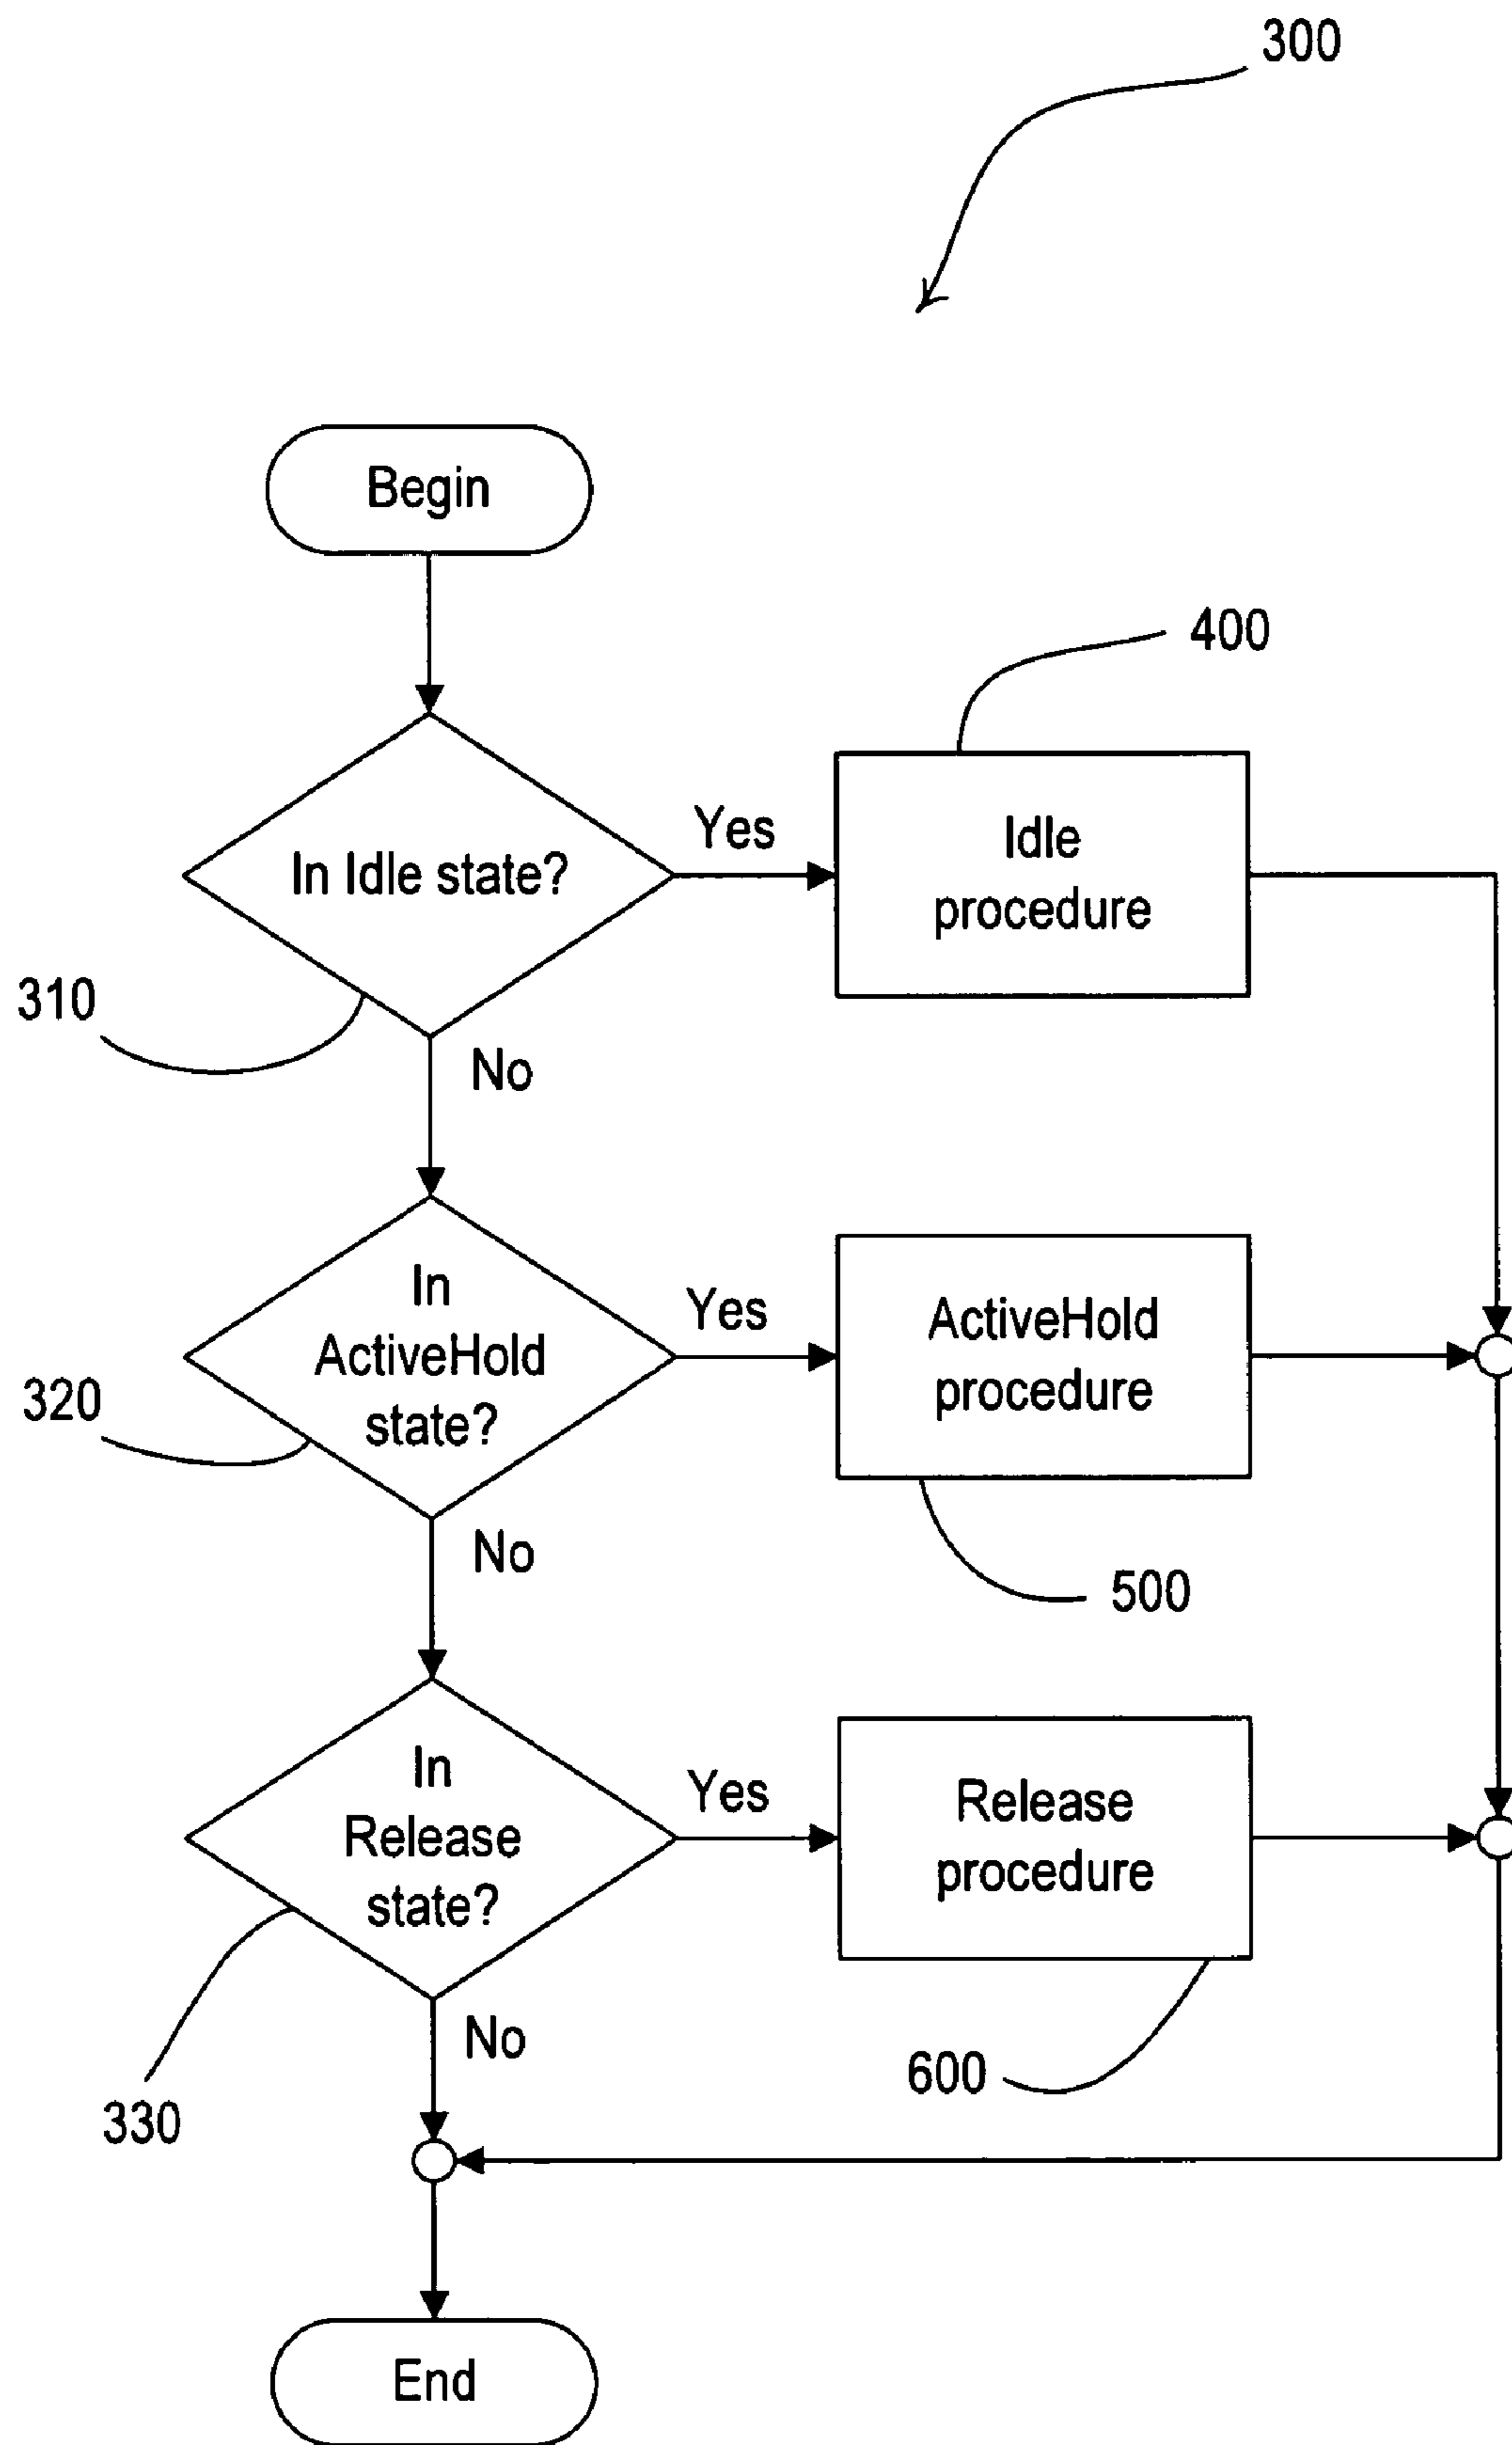 300
Begin
400
In Idle state?
Yes
Idle
procedure
310
No
In
ActiveHold
state?
Yes
ActiveHold
procedure
320
No
500
In
Release
state?
Yes
Release
procedure
No
600
330
End